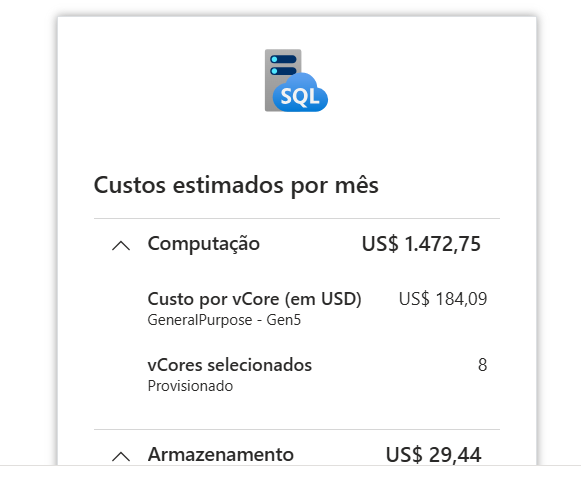 SQL
Custos estimados por mês
Computação US$ 1.472,75
Custo por vCore (em USD) US$ 184,09
GeneralPurpose - Gen5
vCores selecionados 8
Provisionado
Armazenamento US$ 29,44